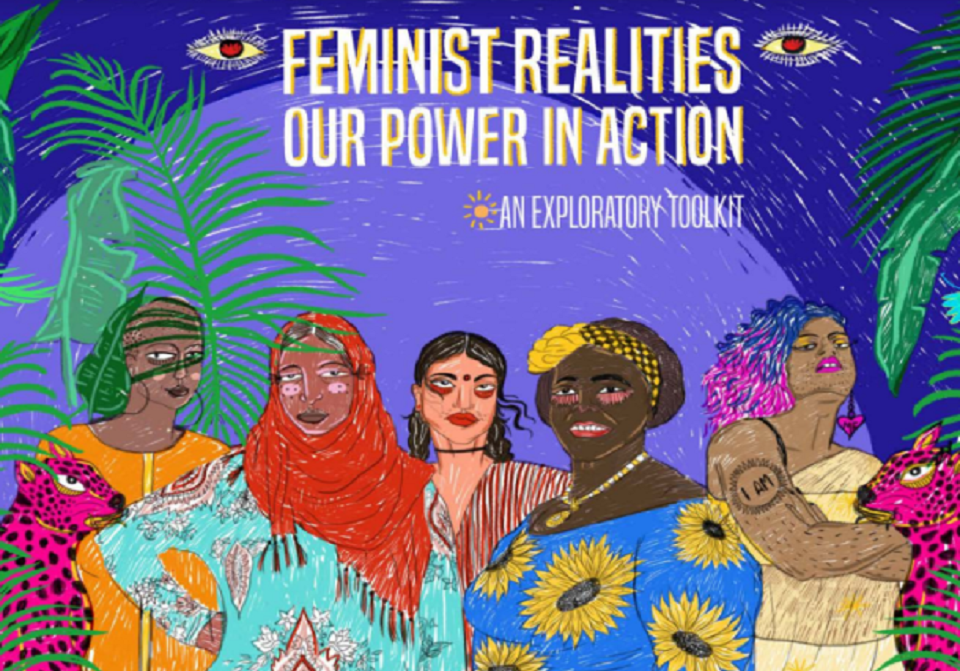 FEMINIST REALITIES
OUR POWER IN ACTION
AN EXPLORATORY TOOLKIT
I AM